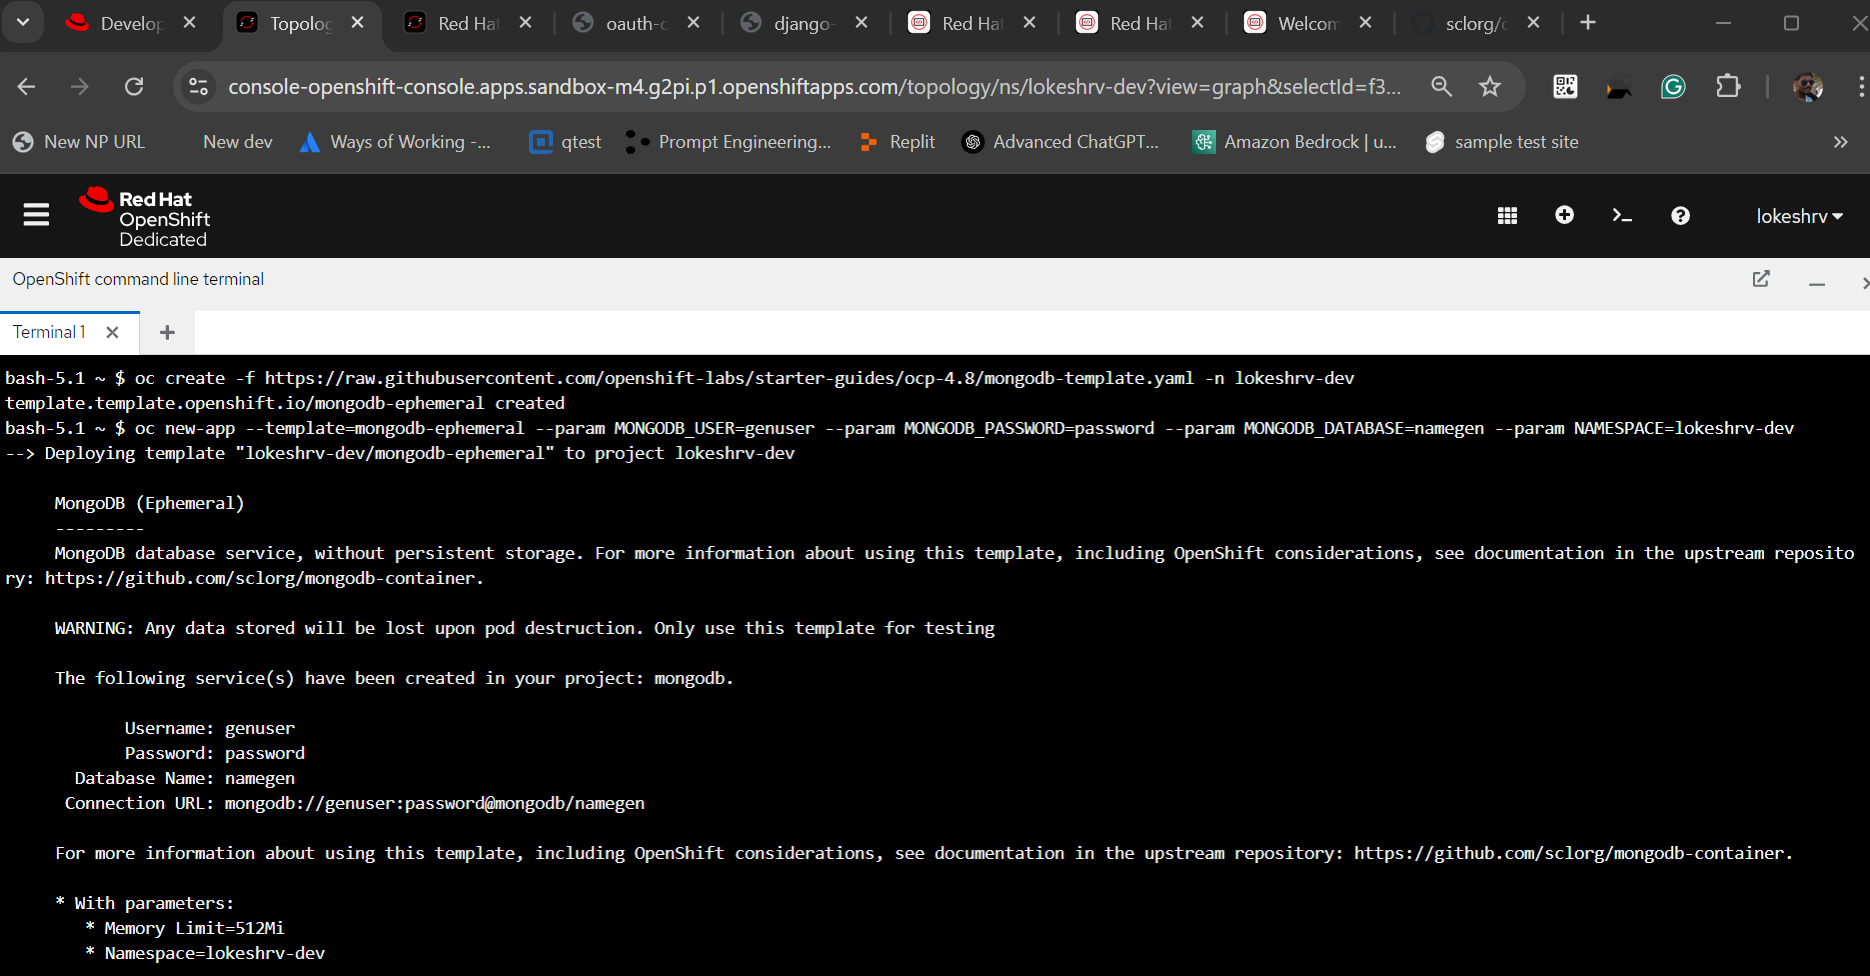 Develop
Topolog
Red Hat
oauth-c
django-
Red Hat
Red Hat
Welcom
sclorg/c
console-openshift-console.apps.sandbox-m4.g2pi.p1.openshiftapps.com/topology/ns/lokeshrv-dev?view=graph&selectId=f3...
New NP URL
New dev
Ways of Working -...
qtest
Prompt Engineering...
Replit
Advanced ChatGPT...
Amazon Bedrock | u...
sample test site
Red Hat
OpenShift
Dedicated
lokeshrv
OpenShift command line terminal
Terminal 1
bash-5.1 ~ $ oc create -f https://raw.githubusercontent.com/openshift-labs/starter-guides/ocp-4.8/mongodb-template.yaml -n lokeshrv-dev
template.template.openshift.io/mongodb-ephemeral created
bash-5.1 ~ $ oc new-app --template=mongodb-ephemeral --param MONGODB_USER=genuser --param MONGODB_PASSWORD=password --param MONGODB_DATABASE=namegen --param NAMESPACE=lokeshrv-dev
--> Deploying template "lokeshrv-dev/mongodb-ephemeral" to project lokeshrv-dev
MongoDB (Ephemeral)
---------
MongoDB database service, without persistent storage. For more information about using this template, including OpenShift considerations, see documentation in the upstream reposito
ry: https://github.com/sclorg/mongodb-container.
WARNING: Any data stored will be lost upon pod destruction. Only use this template for testing
The following service(s) have been created in your project: mongodb.
Username: genuser
Password: password
Database Name: namegen
Connection URL: mongodb://genuser:password@mongodb/namegen
For more information about using this template, including OpenShift considerations, see documentation in the upstream repository: https://github.com/sclorg/mongodb-container.
* With parameters:
* Memory Limit=512Mi
* Namespace=lokeshrv-dev